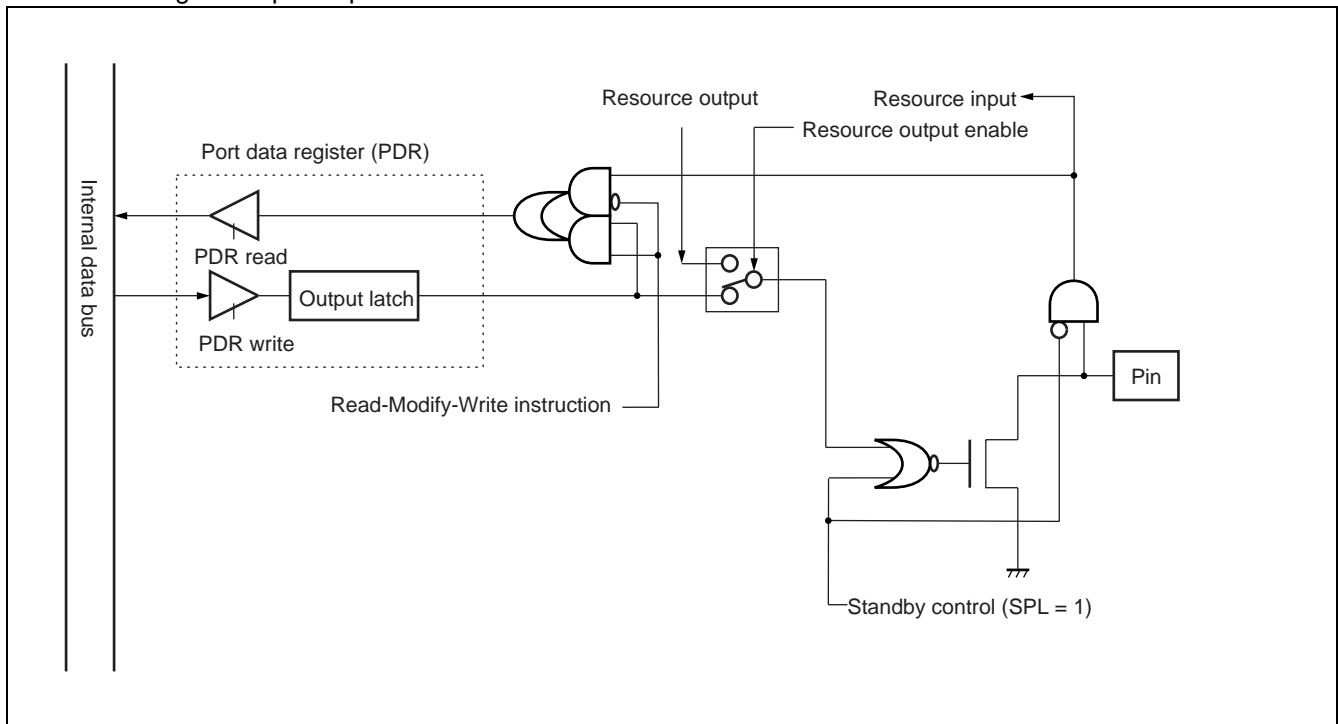 Resource output
Resource input
Resource output enable
Port data register (PDR)
Internal data bus
PDR read
Output latch
PDR write
Pin
Read-Modify-Write instruction
Standby control (SPL = 1)